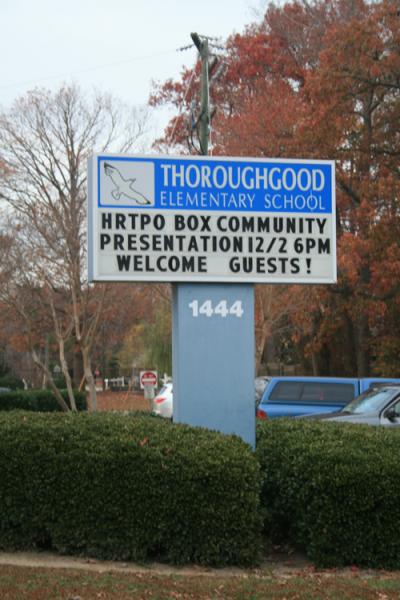 THOROUGHGOOD
ELEMENTARY SCHOOL
HRTPO BOX COMMUNITY
PRESENTATION 12/2 6PM
WELCOME GUESTS!
1444